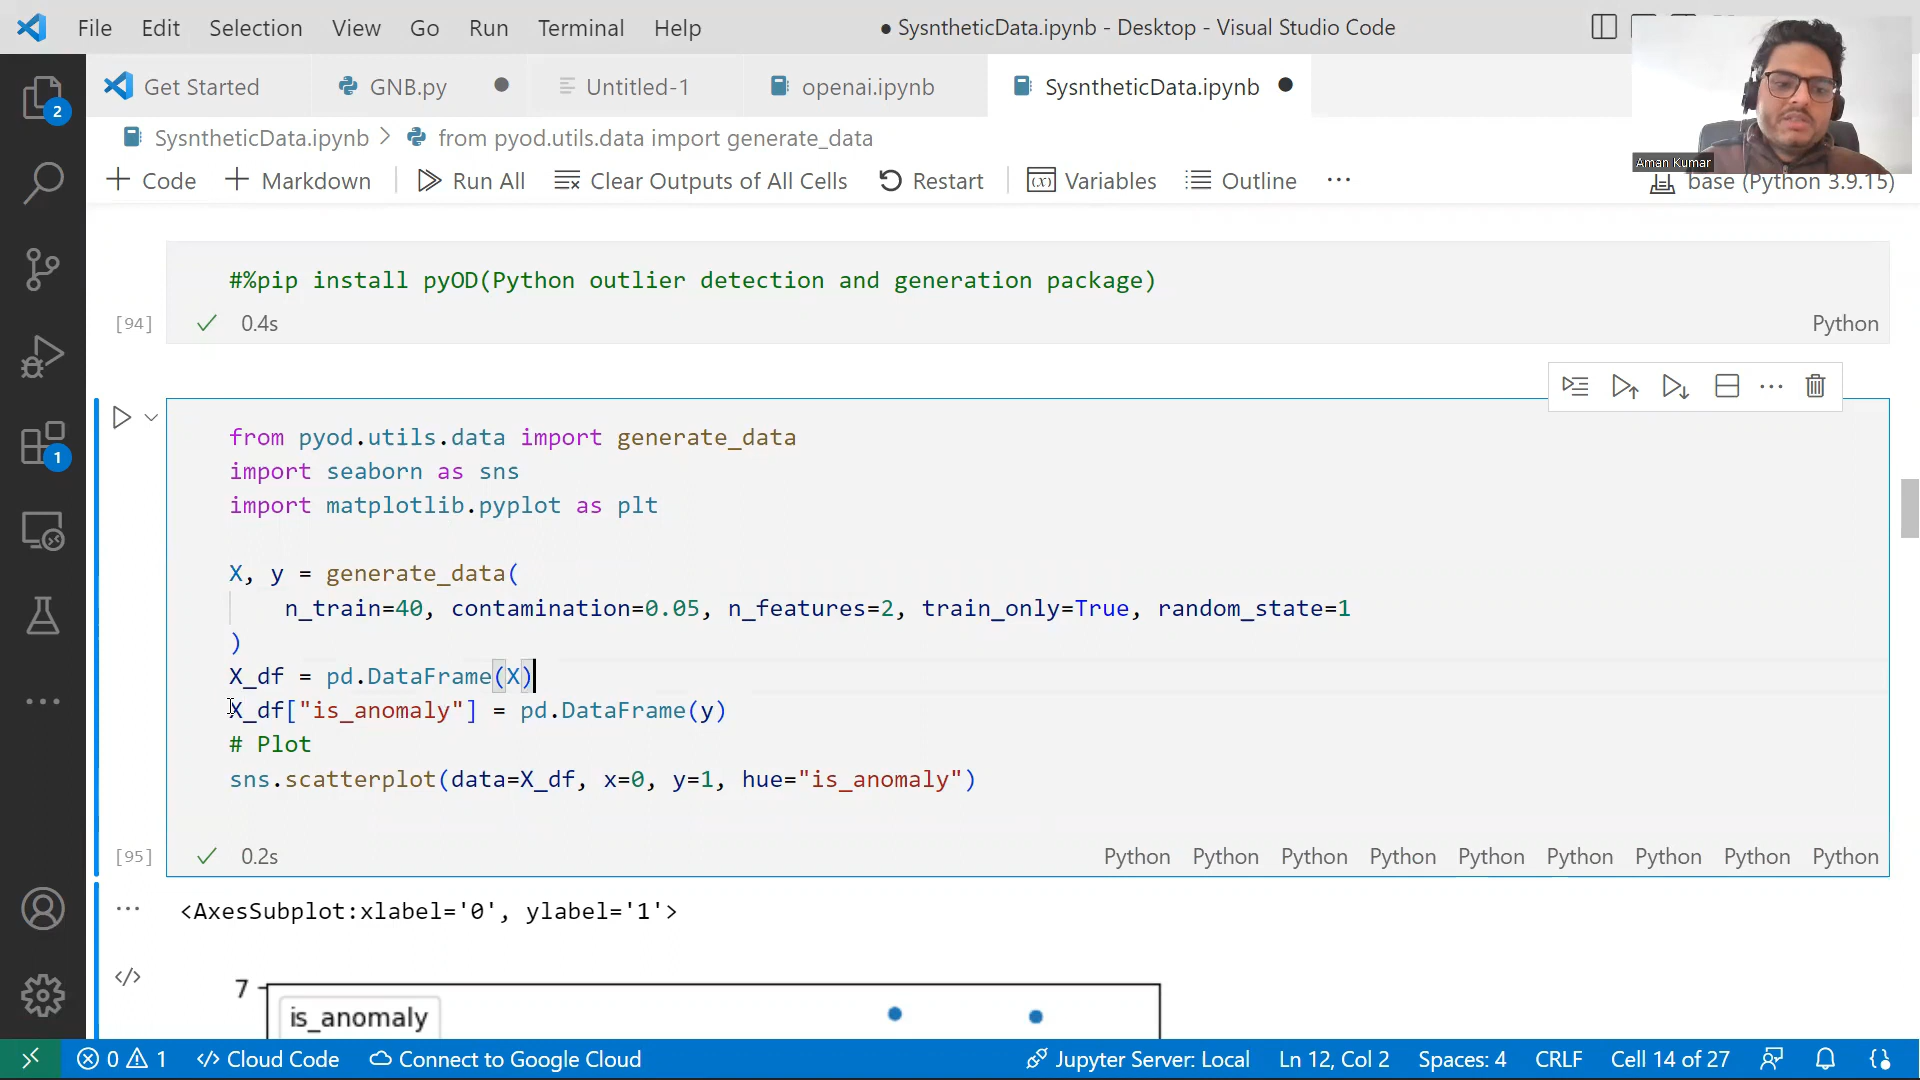 File Edit Selection View Go Run Terminal Help
● SysntheticData.ipynb - Desktop - Visual Studio Code
Get Started GNB.py Untitled-1 openai.ipynb SysntheticData.ipynb
SysntheticData.ipynb > from pyod.utils.data import generate_data
+ Code + Markdown Run All Clear Outputs of All Cells Restart Variables Outline ... base (Python 3.9.15)
Aman Kumar
#%pip install pyOD(Python outlier detection and generation package)
[94] 0.4s Python
from pyod.utils.data import generate_data
import seaborn as sns
import matplotlib.pyplot as plt
X, y = generate_data(
n_train=40, contamination=0.05, n_features=2, train_only=True, random_state=1
)
X_df = pd.DataFrame(X)
X_df["is_anomaly"] = pd.DataFrame(y)
# Plot
sns.scatterplot(data=X_df, x=0, y=1, hue="is_anomaly")
[95] 0.2s Python Python Python Python Python Python Python Python Python
<AxesSubplot:xlabel='0', ylabel='1'>
7
is_anomaly
2
1
0 1 Cloud Code Connect to Google Cloud Jupyter Server: Local Ln 12, Col 2 Spaces: 4 CRLF Cell 14 of 27